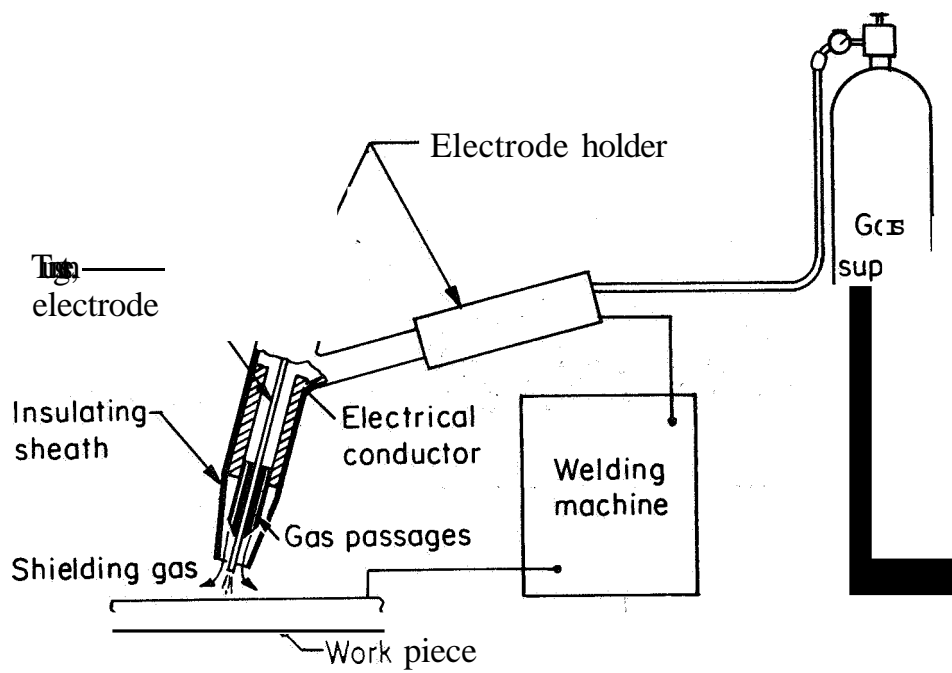 Electrode holder
Gas
sup
electrode
Insulating
sheath
Electrical
conductor
Welding
machine
Gas passages
Shielding gas
Work piece